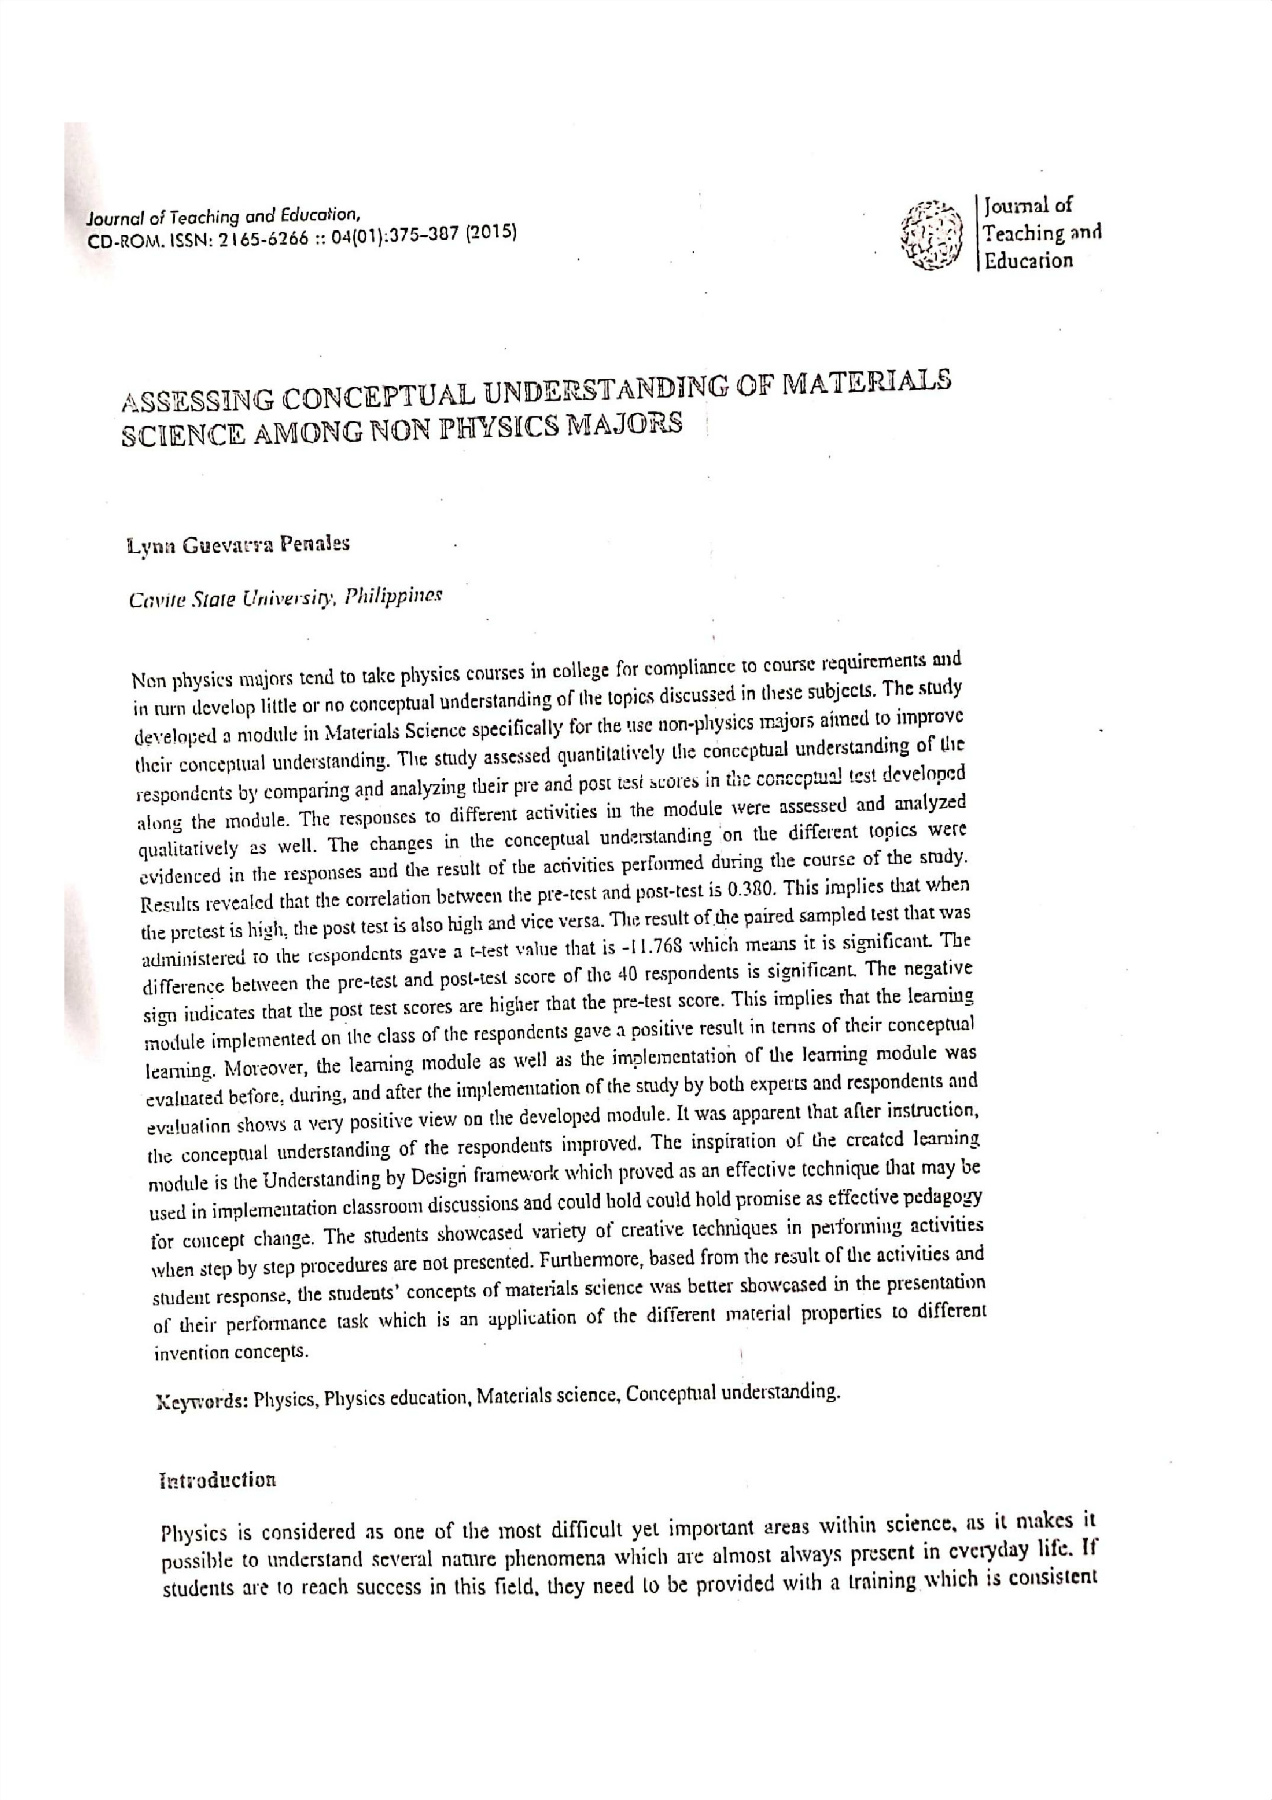 Journal of Teaching and Education,
CD-ROM. ISSN: 2165-6266 :: 04(01):375–387 (2015)
Journal of
Teaching and
Education
ASSESSING CONCEPTUAL UNDERSTANDING OF MATERIALS
SCIENCE AMONG NON PHYSICS MAJORS
Lynn Guevarra Penales
Cavite State University, Philippines
Non physics majors tend to take physics courses in college for compliance to course requirements and
in turn develop little or no conceptual understanding of the topics discussed in these subjects. The study
developed a module in Materials Science specifically for the use non-physics majors aimed to improve
their conceptual understanding. The study assessed quantitatively the conceptual understanding of the
respondents by comparing and analyzing their pre and post test scores in the conceptual test developed
along the module. The responses to different activities in the module were assessed and analyzed
qualitatively as well. The changes in the conceptual understanding on the different topics were
evidenced in the responses and the result of the activities performed during the course of the study.
Results revealed that the correlation between the pre-test and post-test is 0.380. This implies that when
the pretest is high, the post test is also high and vice versa. The result of the paired sampled test that was
administered to the respondents gave a t-test value that is -11.768 which means it is significant. The
difference between the pre-test and post-test score of the 40 respondents is significant. The negative
sign indicates that the post test scores are higher that the pre-test score. This implies that the learning
module implemented on the class of the respondents gave a positive result in terms of their conceptual
learning. Moreover, the learning module as well as the implementation of the learning module was
evaluated before, during, and after the implementation of the study by both experts and respondents and
evaluation shows a very positive view on the developed module. It was apparent that after instruction,
the conceptual understanding of the respondents improved. The inspiration of the created learning
module is the Understanding by Design framework which proved as an effective technique that may be
used in implementation classroom discussions and could hold could hold promise as effective pedagogy
for concept change. The students showcased variety of creative techniques in performing activities
when step by step procedures are not presented. Furthermore, based from the result of the activities and
student response, the students' concepts of materials science was better showcased in the presentation
of their performance task which is an application of the different material properties to different
invention concepts.
Keywords: Physics, Physics education, Materials science, Conceptual understanding.
Introduction
Physics is considered as one of the most difficult yet important areas within science, as it makes it
possible to understand several nature phenomena which are almost always present in everyday life. If
students are to reach success in this field, they need to be provided with a training which is consistent